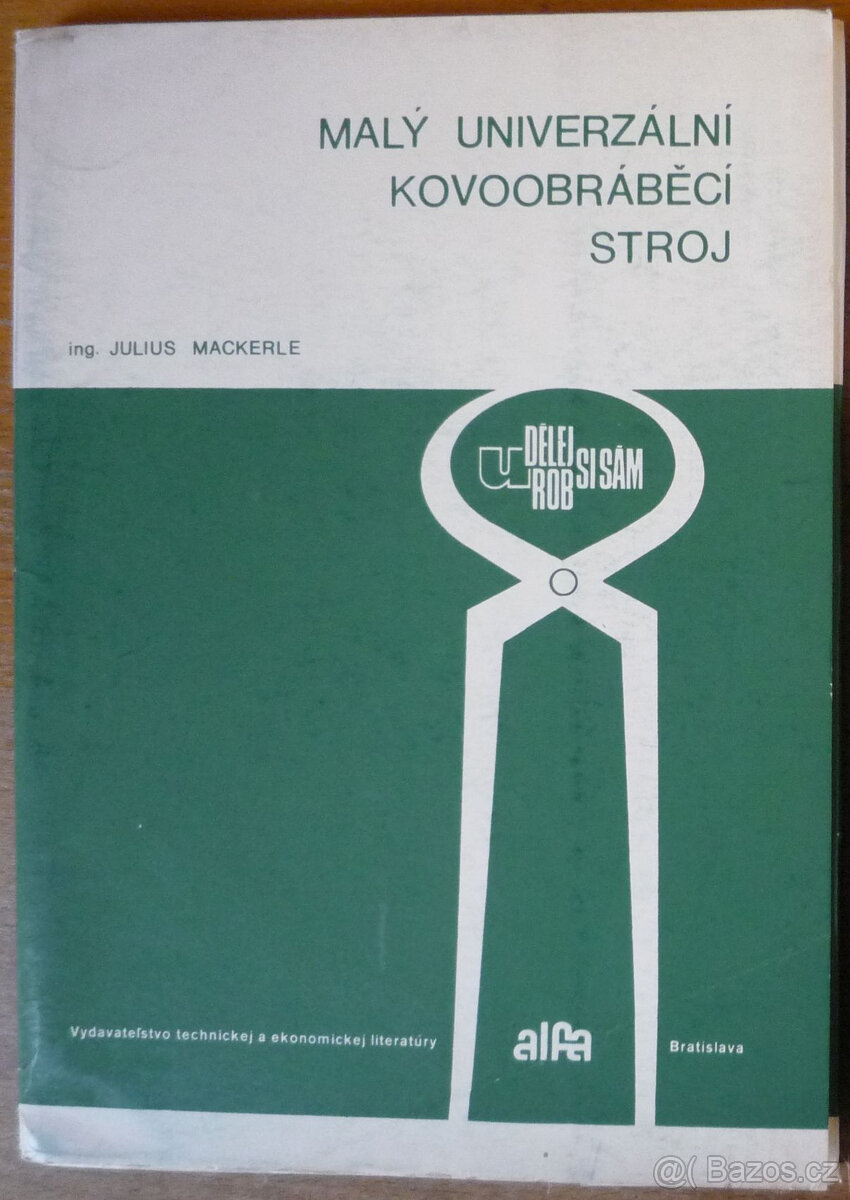 MALÝ UNIVERZÁLNÍ
KOVOOBRÁBĚCÍ
STROJ
ing. JULIUS MACKERLE
u DĚLEJ SI SÁM
ROB
Vydavateľstvo technickej a ekonomickej literatúry
alfa
Bratislava
@( Bazos.cz